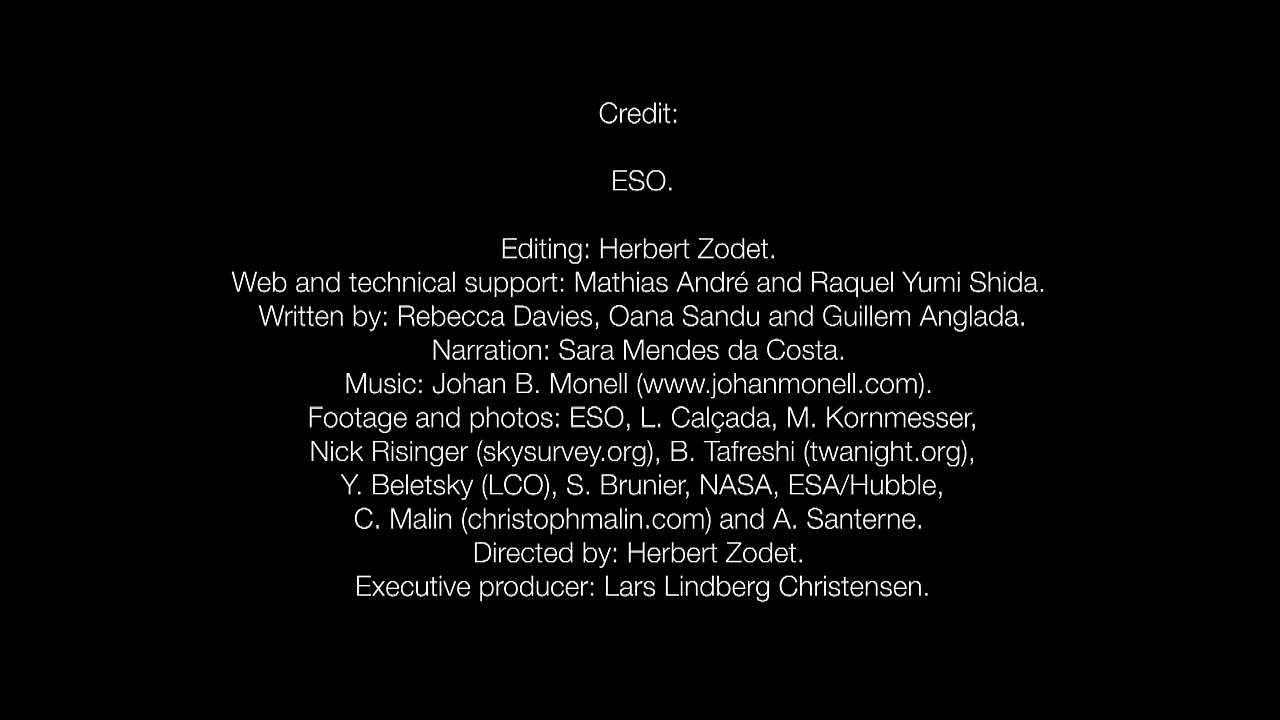 Credit:
ESO.
Editing: Herbert Zodet.
Web and technical support: Mathias André and Raquel Yumi Shida.
Written by: Rebecca Davies, Oana Sandu and Guillem Anglada.
Narration: Sara Mendes da Costa.
Music: Johan B. Monell (www.johanmonell.com).
Footage and photos: ESO, L. Calçada, M. Kornmesser,
Nick Risinger (skysurvey.org), B. Tafreshi (twanight.org),
Y. Beletsky (LCO), S. Brunier, NASA, ESA/Hubble,
C. Malin (christophmalin.com) and A. Santerne.
Directed by: Herbert Zodet.
Executive producer: Lars Lindberg Christensen.